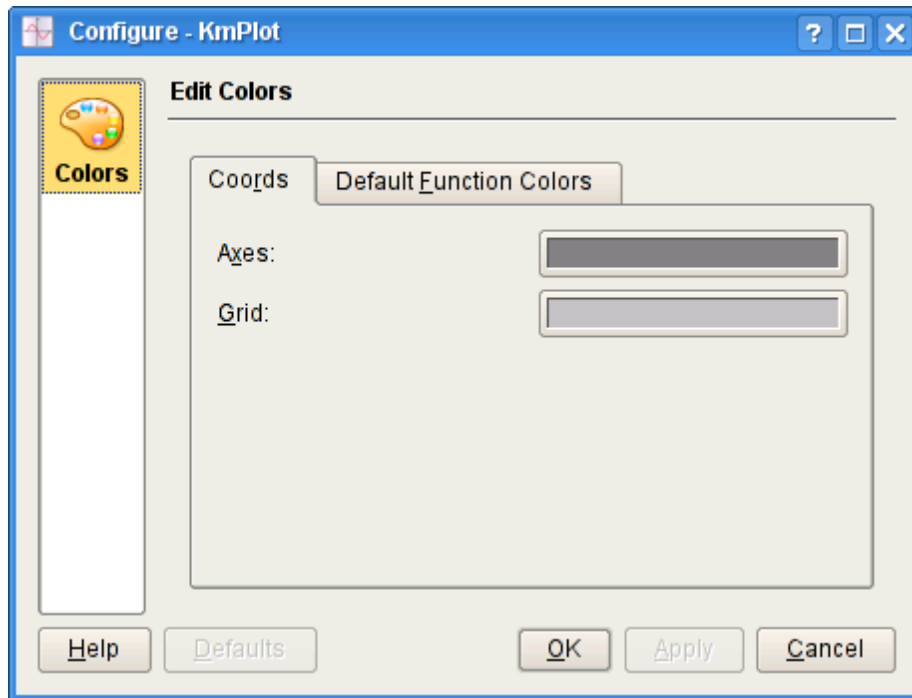 Configure - KmPlot
?
Colors
Edit Colors
Coords
Default Function Colors
Axes:
Grid:
Help
Defaults
OK
Apply
Cancel